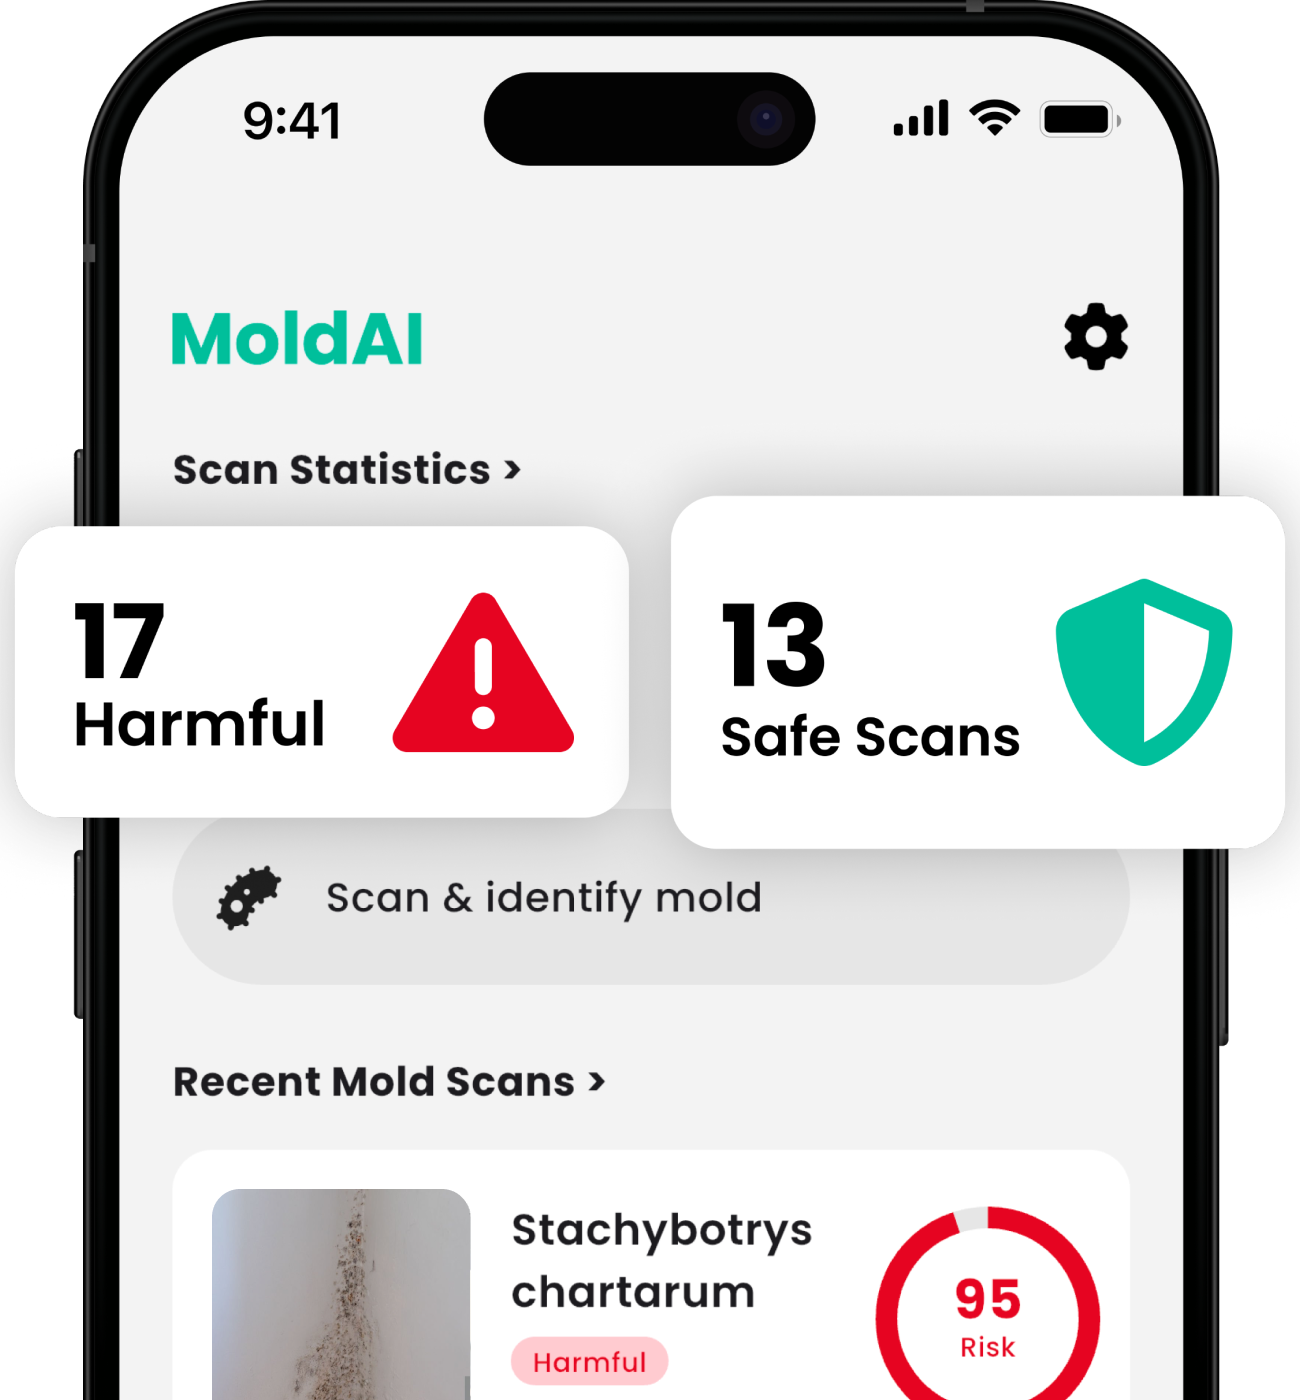 9:41
MoldAI
Scan Statistics >
17
Harmful
13
Safe Scans
Scan & identify mold
Recent Mold Scans >
Stachybotrys
chartarum
95
Risk
Harmful